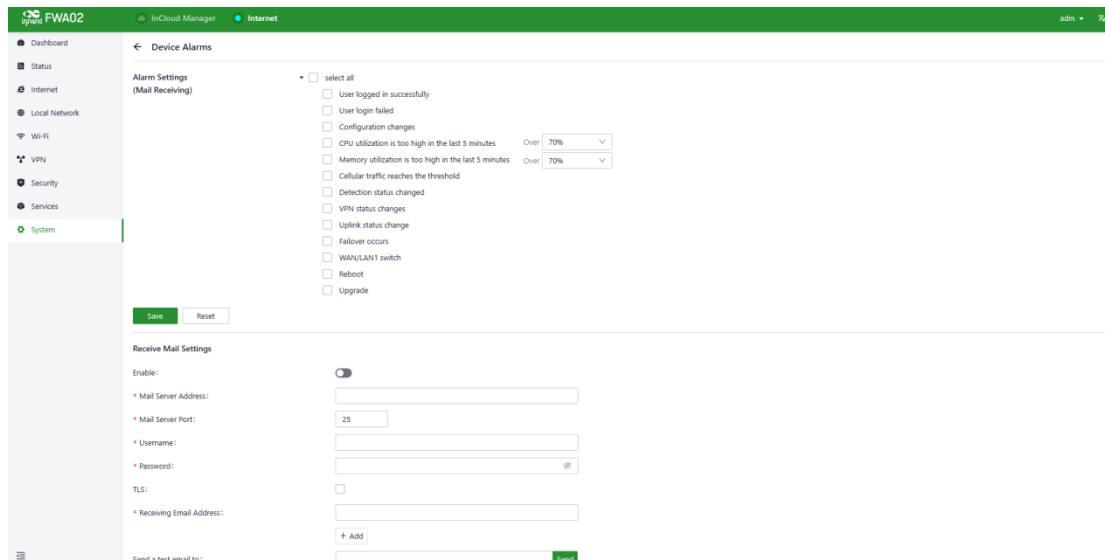 inhand FWA02 InCloud Manager Internet adm
Dashboard
Status
Internet
Local Network
Wi-Fi
VPN
Security
Services
System
Device Alarms
Alarm Settings
(Mail Receiving)
select all
User logged in successfully
User login failed
Configuration changes
CPU utilization is too high in the last 5 minutes Over 70%
Memory utilization is too high in the last 5 minutes Over 70%
Cellular traffic reaches the threshold
Detection status changed
VPN status changes
Uplink status change
Failover occurs
WAN/LAN1 switch
Reboot
Upgrade
Save Reset
Receive Mail Settings
Enable:
* Mail Server Address:
* Mail Server Port: 25
* Username:
* Password:
TLS:
* Receiving Email Address:
+ Add
Send a test email to: Send